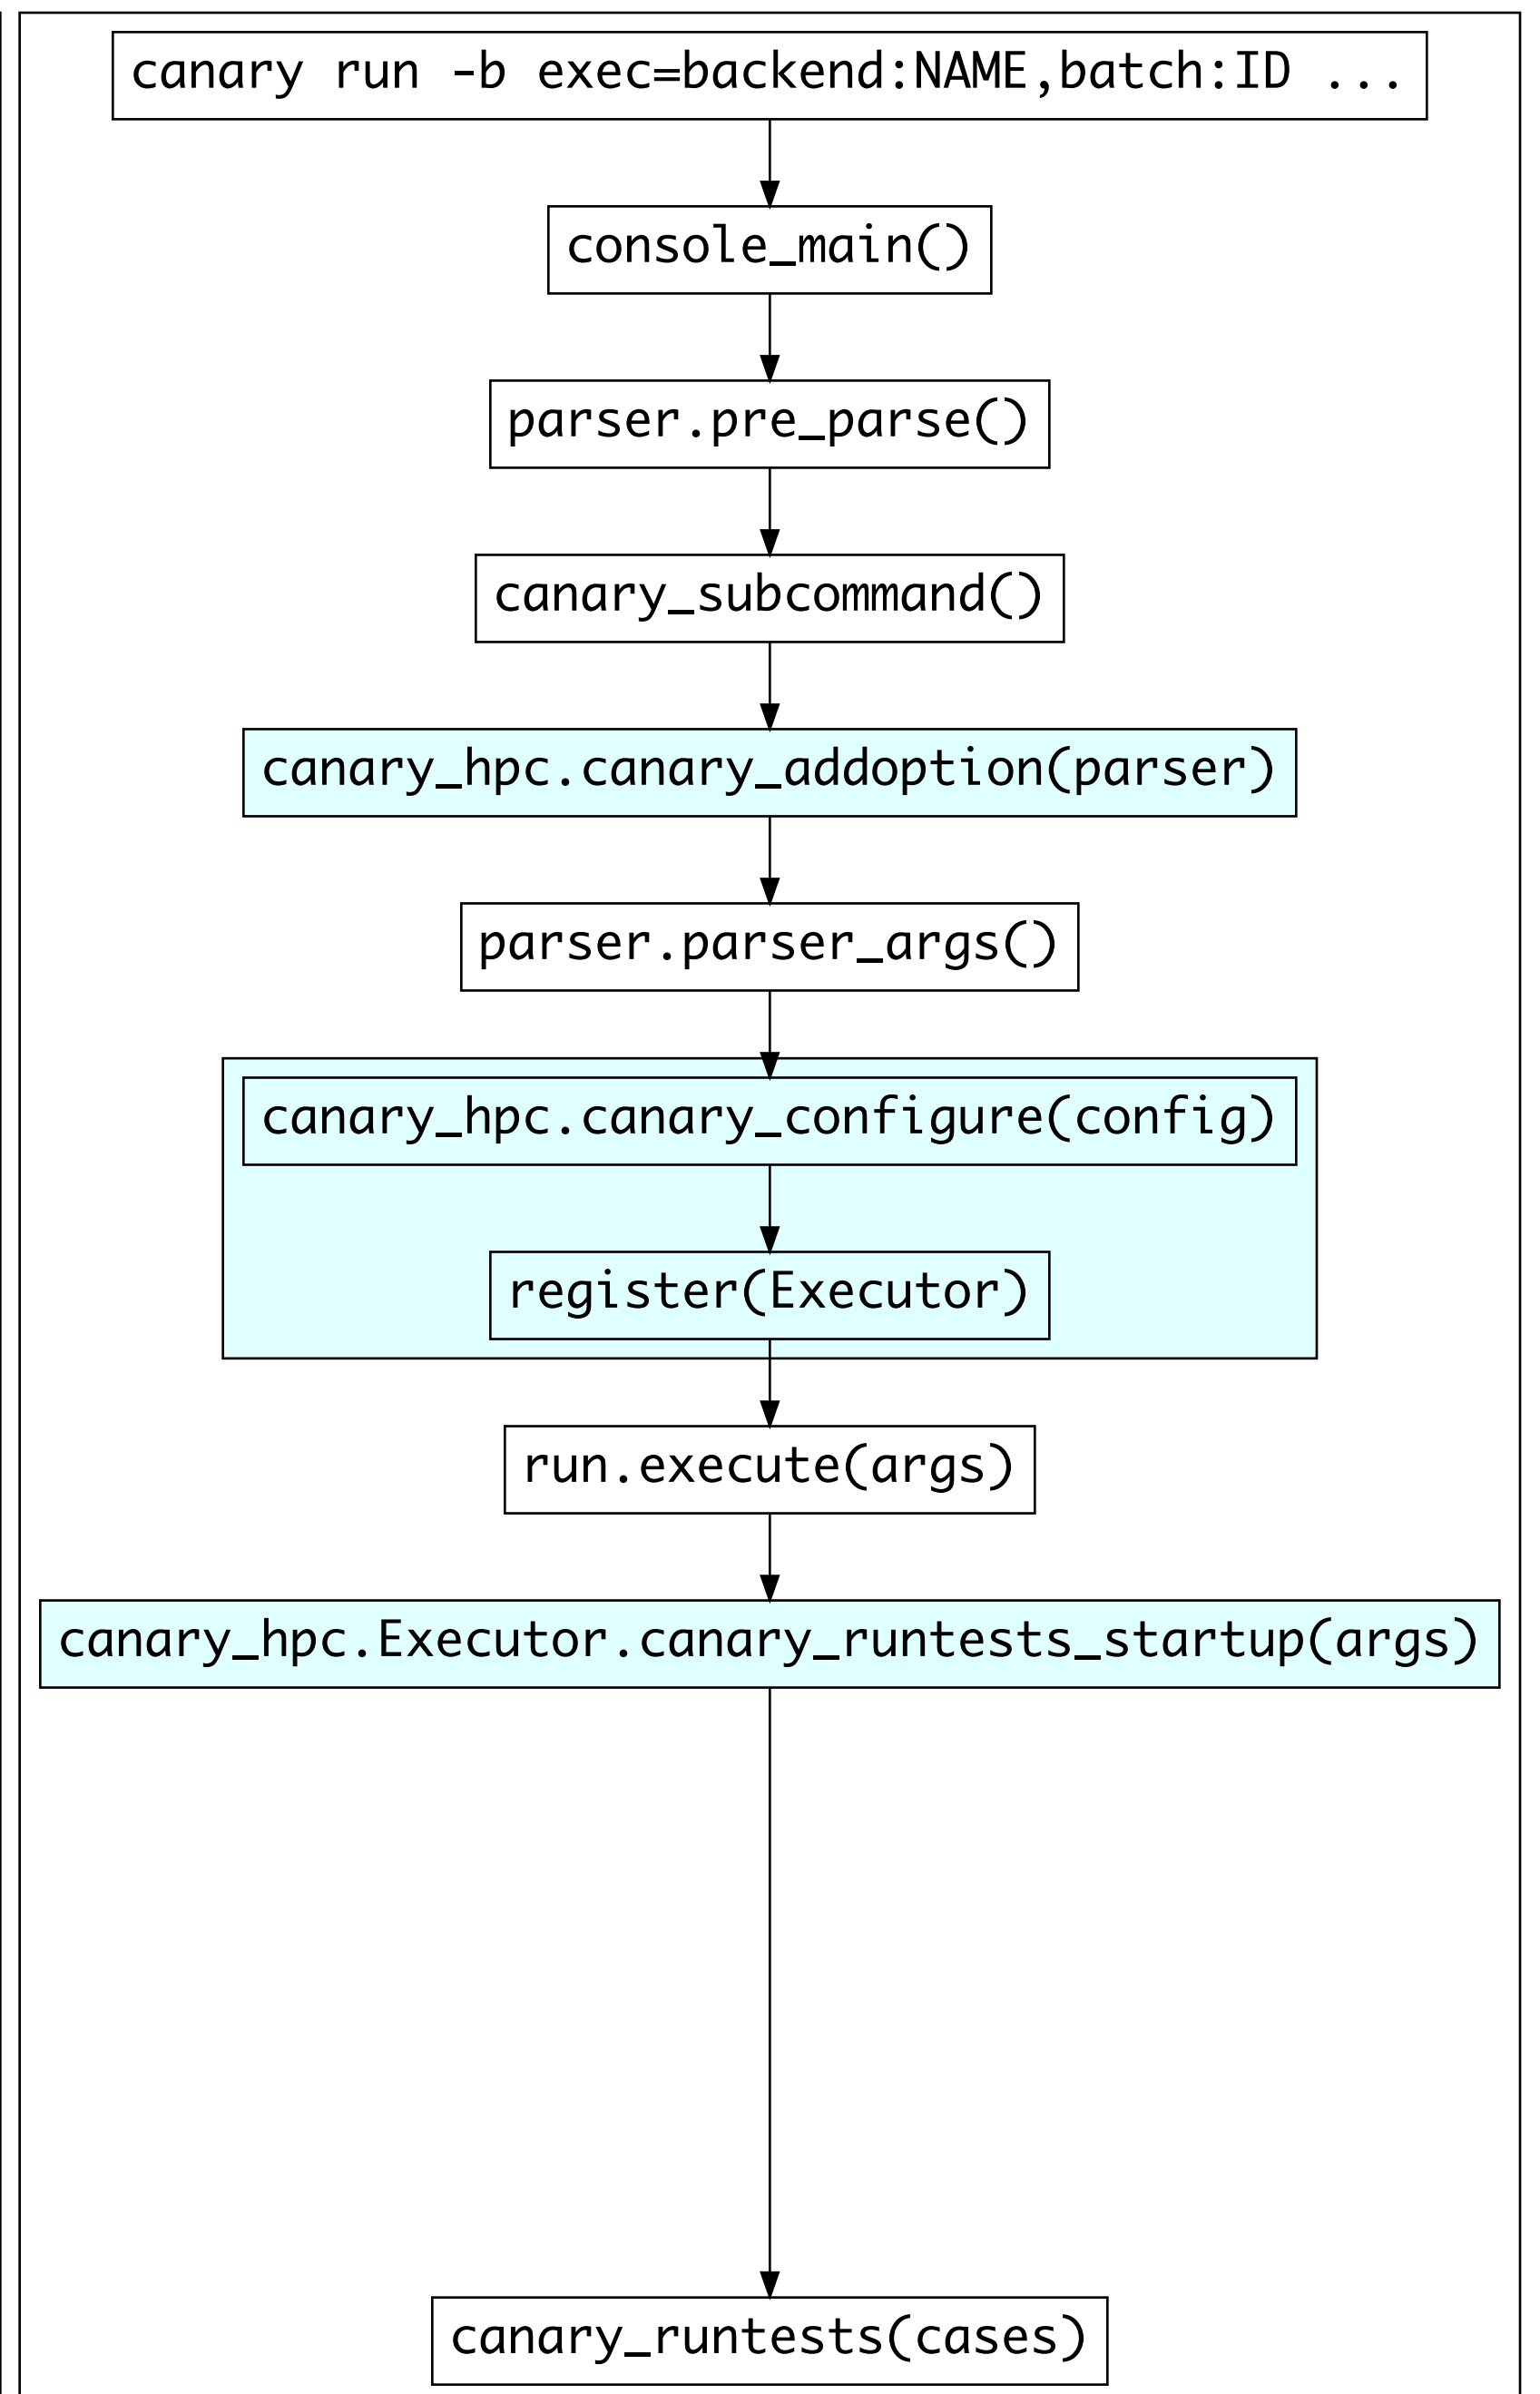 canary run -b exec=backend:NAME,batch:ID ...
console_main()
parser.pre_parse()
canary_subcommand()
canary_hpc.canary_addoption(parser)
parser.parser_args()
canary_hpc.canary_configure(config)
register(Executor)
run.execute(args)
canary_hpc.Executor.canary_runtests_startup(args)
canary_runtests(cases)